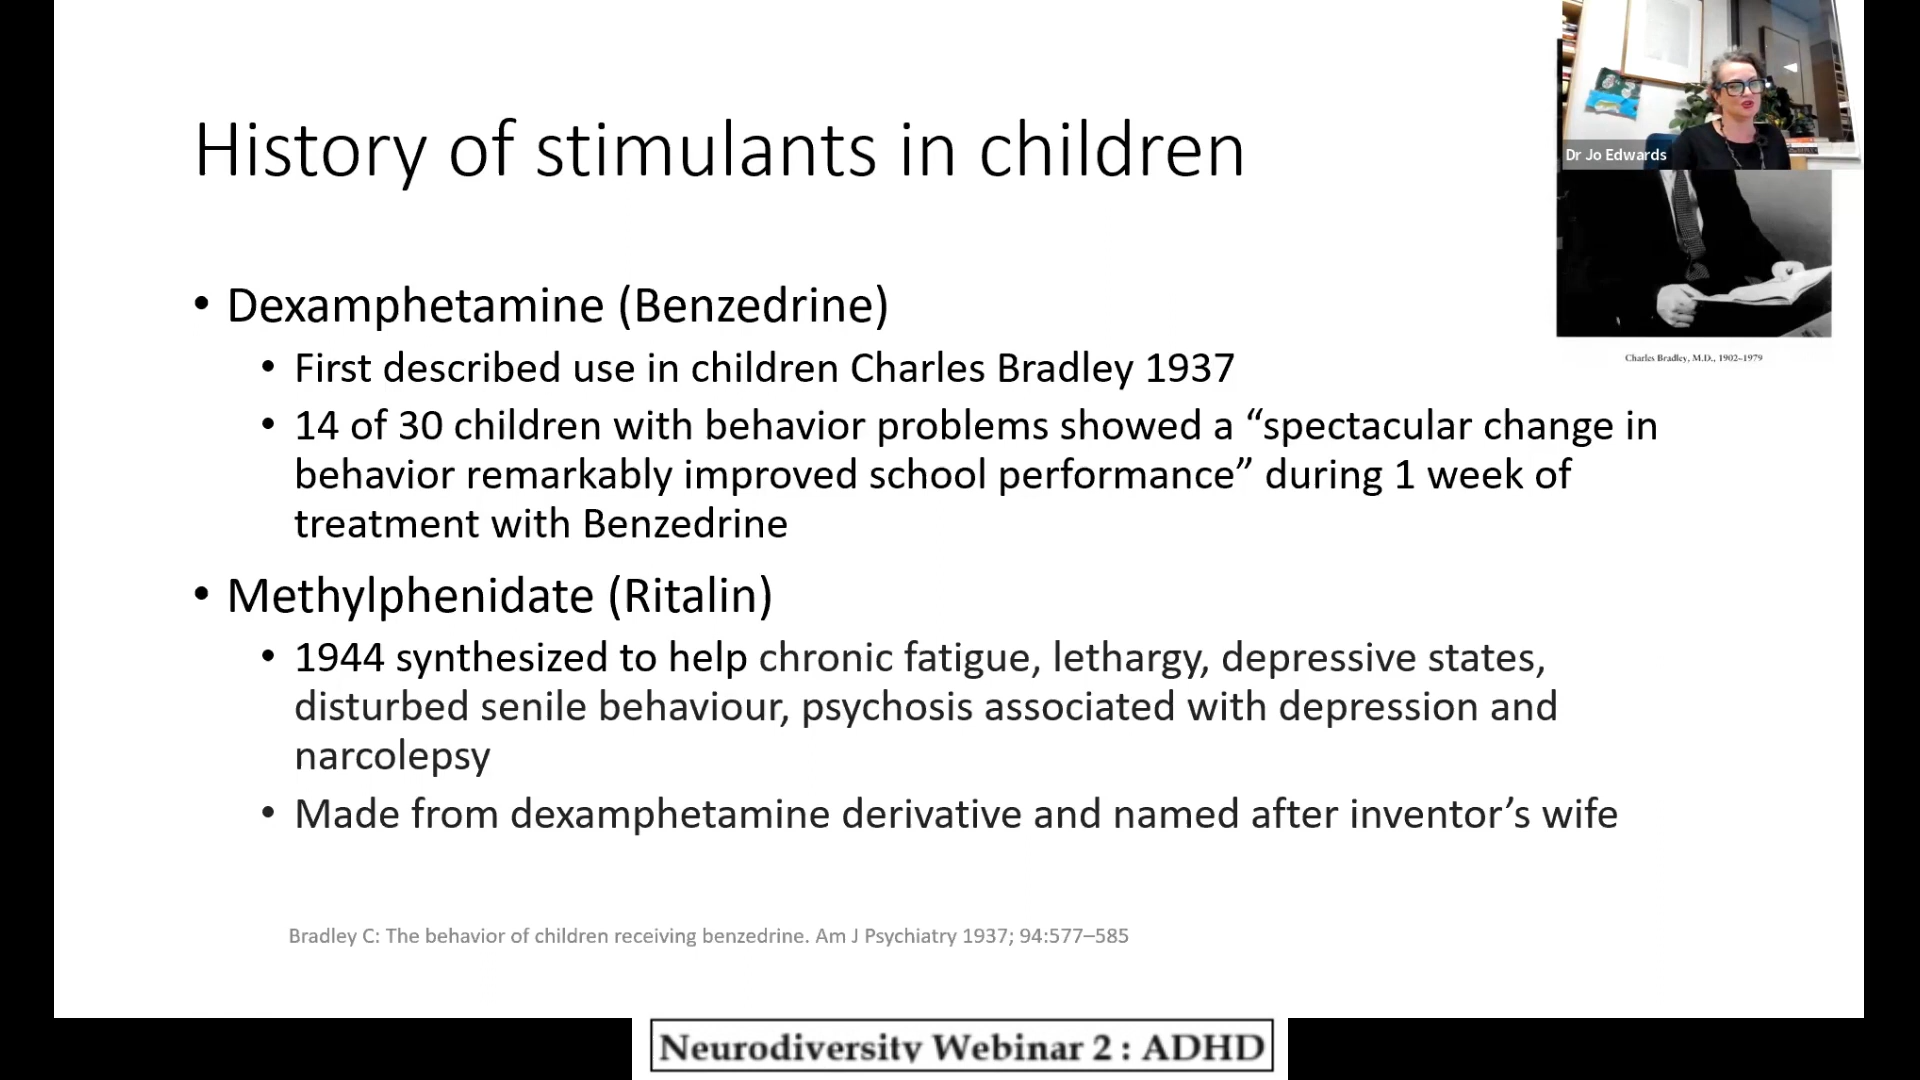 History of stimulants in children
Dr Jo Edwards
Charles Bradley, M.D., 1902–1979
• Dexamphetamine (Benzedrine)
• First described use in children Charles Bradley 1937
• 14 of 30 children with behavior problems showed a “spectacular change in
behavior remarkably improved school performance” during 1 week of
treatment with Benzedrine
• Methylphenidate (Ritalin)
• 1944 synthesized to help chronic fatigue, lethargy, depressive states,
disturbed senile behaviour, psychosis associated with depression and
narcolepsy
• Made from dexamphetamine derivative and named after inventor’s wife
Bradley C: The behavior of children receiving benzedrine. Am J Psychiatry 1937; 94:577–585
Neurodiversity Webinar 2 : ADHD